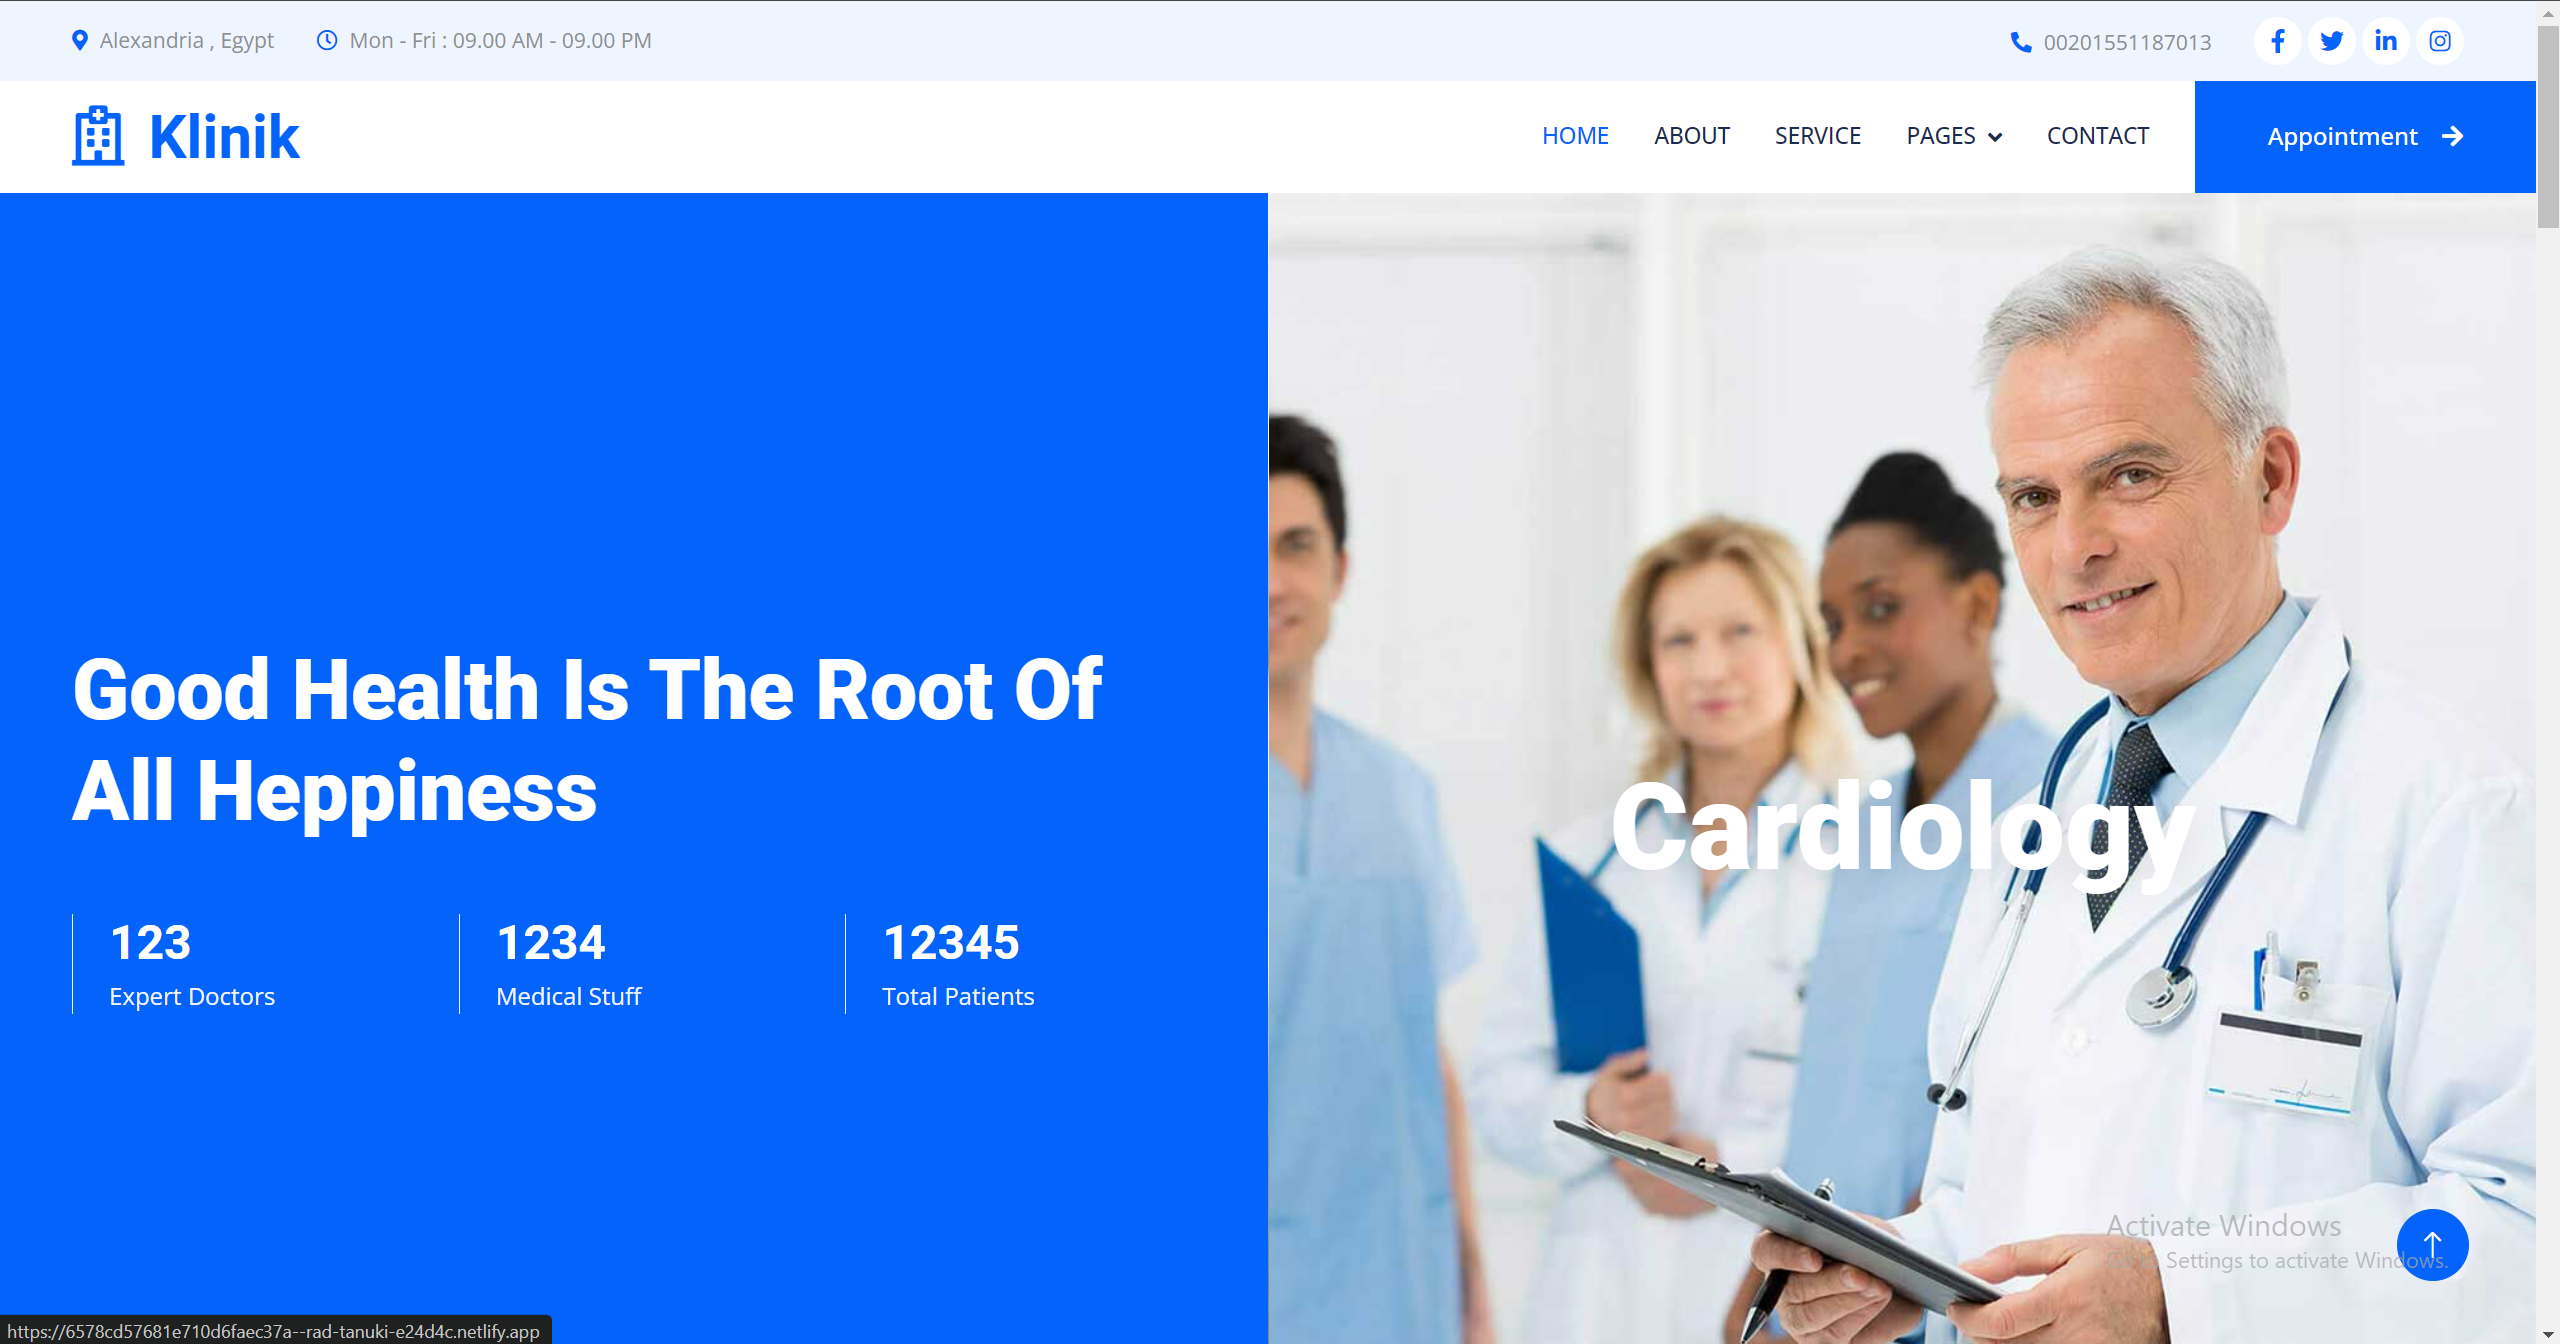 Alexandria , Egypt
Mon - Fri : 09.00 AM - 09.00 PM
00201551187013
Klinik
HOME
ABOUT
SERVICE
PAGES
CONTACT
Appointment
Good Health Is The Root Of
All Heppiness
123
Expert Doctors
1234
Medical Stuff
12345
Total Patients
Cardiology
Activate Windows
Settings to activate Windows.
https://6578cd57681e710d6faec37a--rad-tanuki-e24d4c.netlify.app